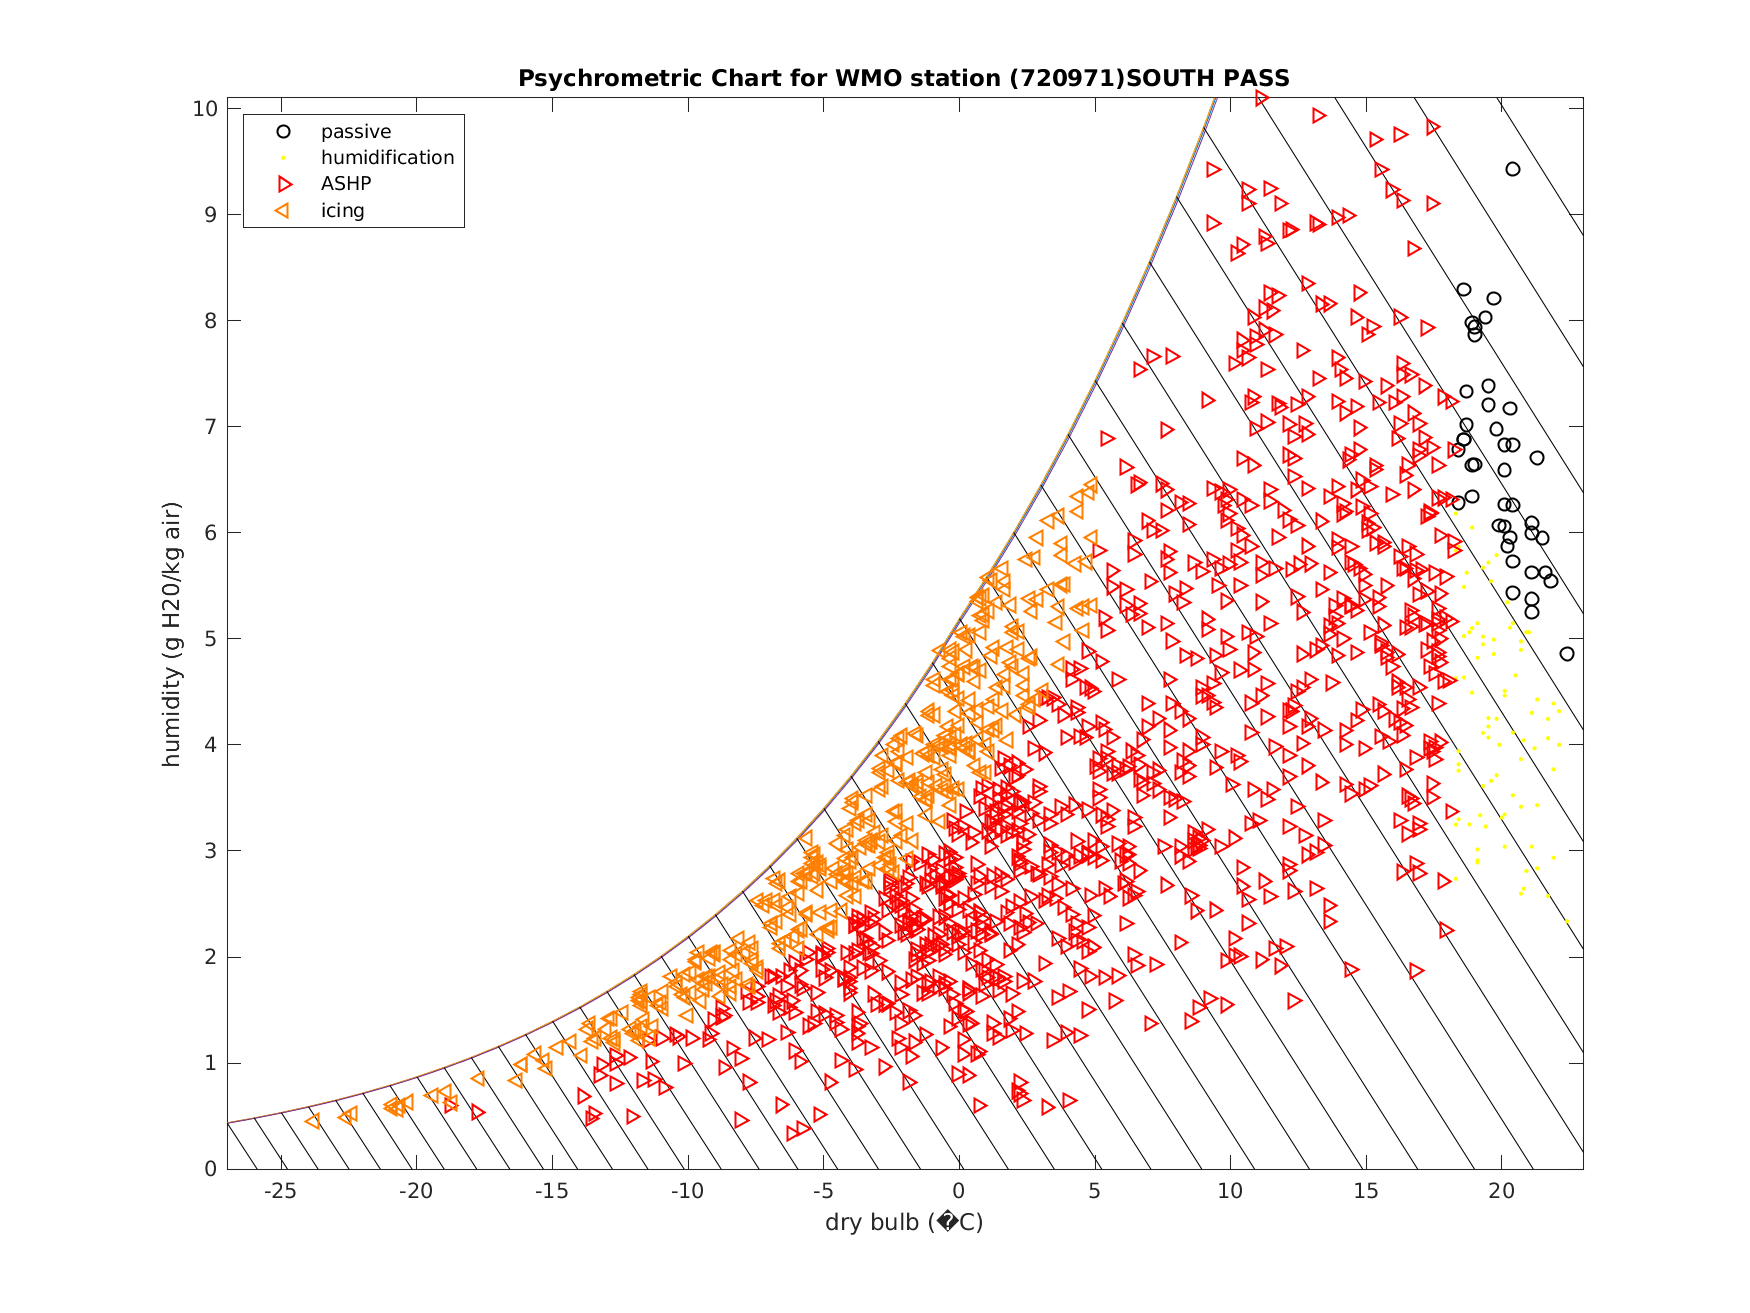 Psychrometric Chart for WMO station (720971)SOUTH PASS
passive
humidification
ASHP
icing
humidity (g H20/kg air)
10
9
8
7
6
5
4
3
2
1
0
-25 -20 -15 -10 -5 0 5 10 15 20
dry bulb (�C)